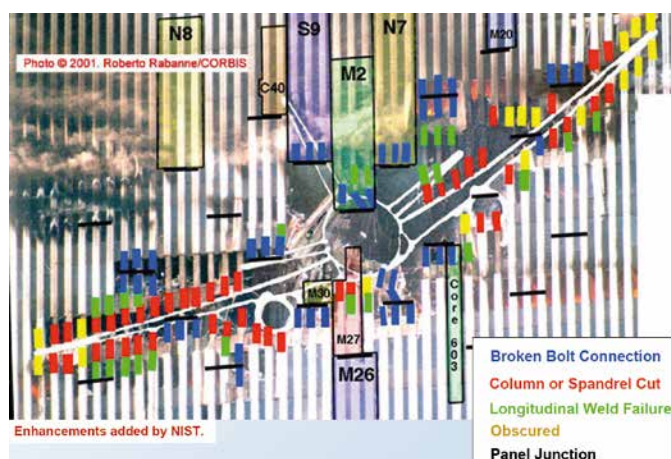 N8
S9
N7
M20
Photo © 2001. Roberto Rabanne/CORBIS
M2
C40
M30
M27
Core 603
M26
Broken Bolt Connection
Column or Spandrel Cut
Longitudinal Weld Failure
Obscured
Panel Junction
Enhancements added by NIST.